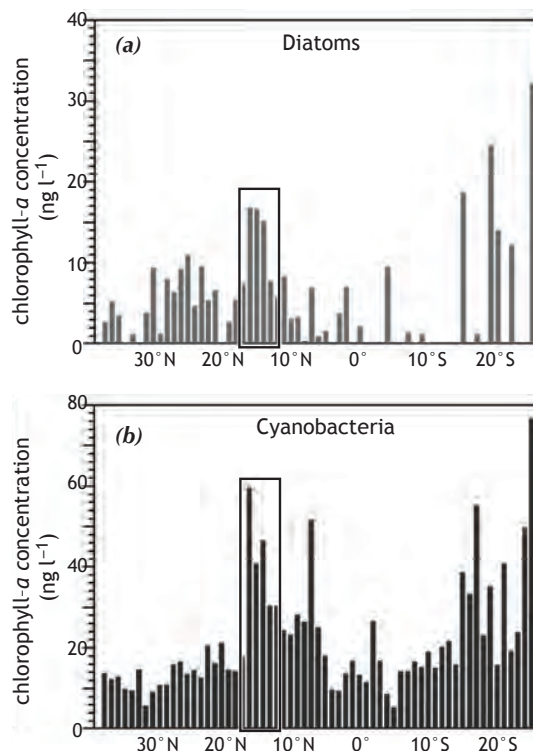 (a) Diatoms
chlorophyll-a concentration
(ng l⁻¹)
40
30
20
10
0
30°N 20°N 10°N 0° 10°S 20°S
(b) Cyanobacteria
chlorophyll-a concentration
(ng l⁻¹)
80
60
40
20
0
30°N 20°N 10°N 0° 10°S 20°S